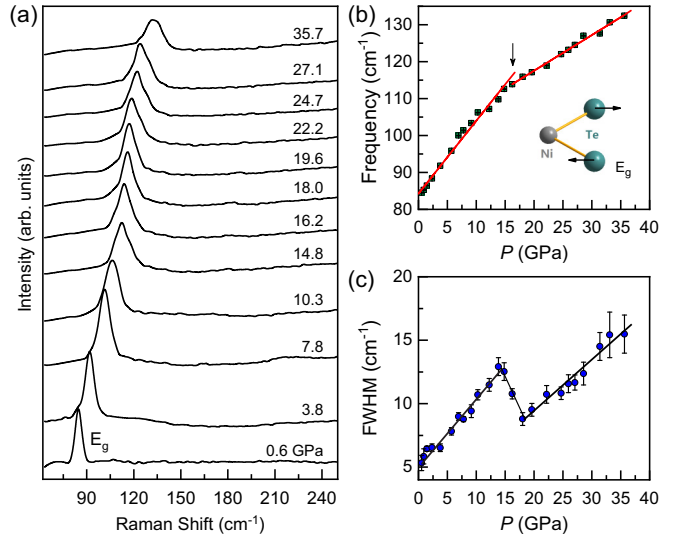 (a)
35.7
27.1
24.7
22.2
19.6
18.0
16.2
14.8
10.3
7.8
3.8
0.6 GPa
Eg
Intensity (arb. units)
90 120 150 180 210 240
Raman Shift (cm-1)
(b)
130
120
110
100
90
80
Frequency (cm-1)
Ni
Te
Eg
0 5 10 15 20 25 30 35 40
P (GPa)
(c)
20
15
10
5
FWHM (cm-1)
0 5 10 15 20 25 30 35 40
P (GPa)